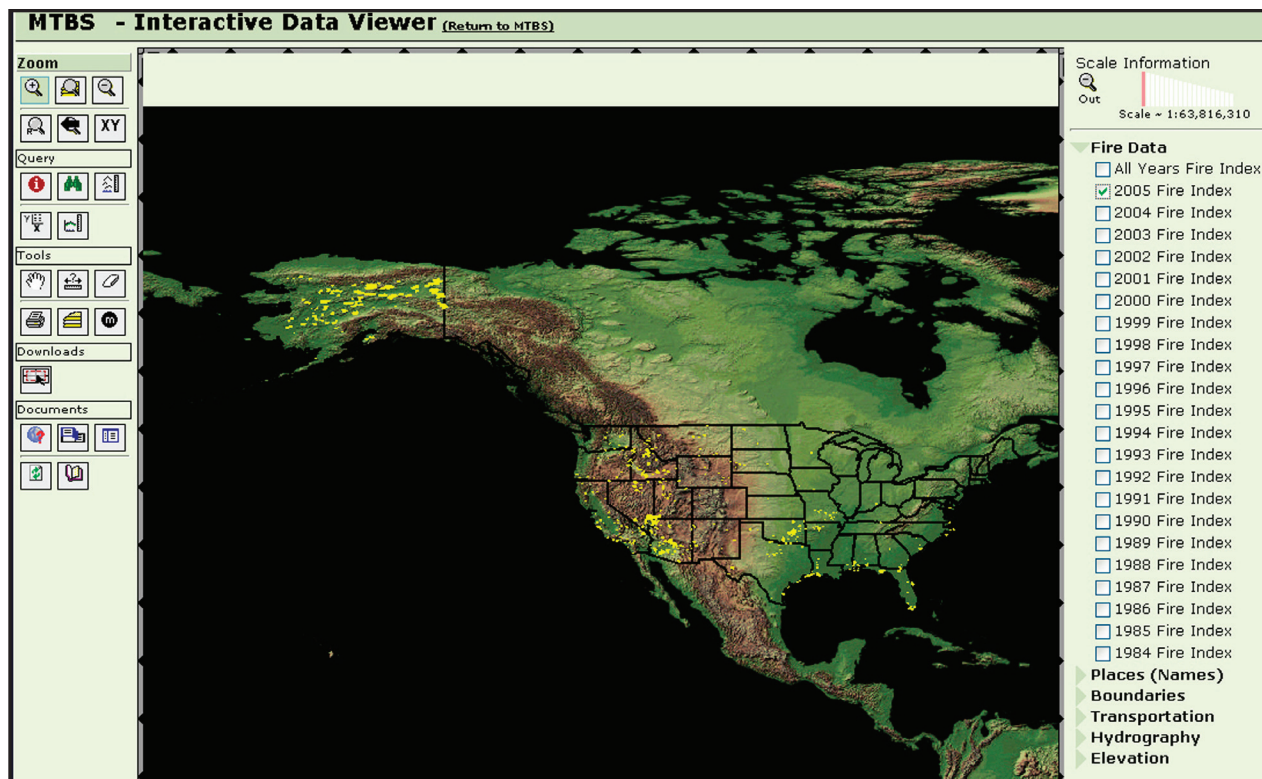 MTBS - Interactive Data Viewer (Return to MTBS)
Zoom
XY
Query
Tools
m
Downloads
Documents
Scale Information
Out
Scale ~ 1:63,816,310
Fire Data
All Years Fire Index
2005 Fire Index
2004 Fire Index
2003 Fire Index
2002 Fire Index
2001 Fire Index
2000 Fire Index
1999 Fire Index
1998 Fire Index
1997 Fire Index
1996 Fire Index
1995 Fire Index
1994 Fire Index
1993 Fire Index
1992 Fire Index
1991 Fire Index
1990 Fire Index
1989 Fire Index
1988 Fire Index
1987 Fire Index
1986 Fire Index
1985 Fire Index
1984 Fire Index
Places (Names)
Boundaries
Transportation
Hydrography
Elevation